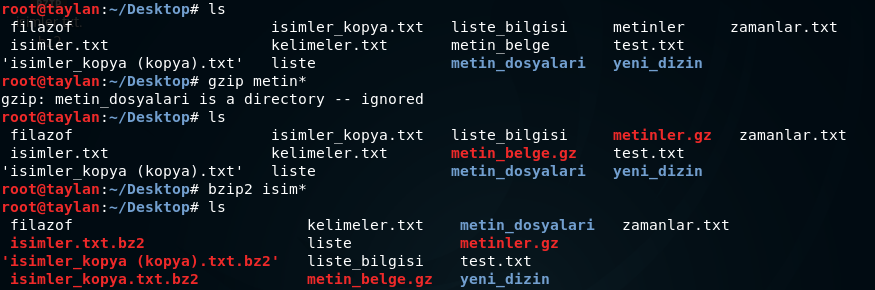 root@taylan:~/Desktop# ls
filazof isimler_kopya.txt liste_bilgisi metinler zamanlar.txt
isimler.txt kelimeler.txt metin_belge test.txt
'isimler_kopya (kopya).txt' liste metin_dosyalari yeni_dizin
root@taylan:~/Desktop# gzip metin*
gzip: metin_dosyalari is a directory -- ignored
root@taylan:~/Desktop# ls
filazof isimler_kopya.txt liste_bilgisi metinler.gz zamanlar.txt
isimler.txt kelimeler.txt metin_belge.gz test.txt
'isimler_kopya (kopya).txt' liste metin_dosyalari yeni_dizin
root@taylan:~/Desktop# bzip2 isim*
root@taylan:~/Desktop# ls
filazof kelimeler.txt metin_dosyalari zamanlar.txt
isimler.txt.bz2 liste metinler.gz
'isimler_kopya (kopya).txt.bz2' liste_bilgisi test.txt
isimler_kopya.txt.bz2 metin_belge.gz yeni_dizin